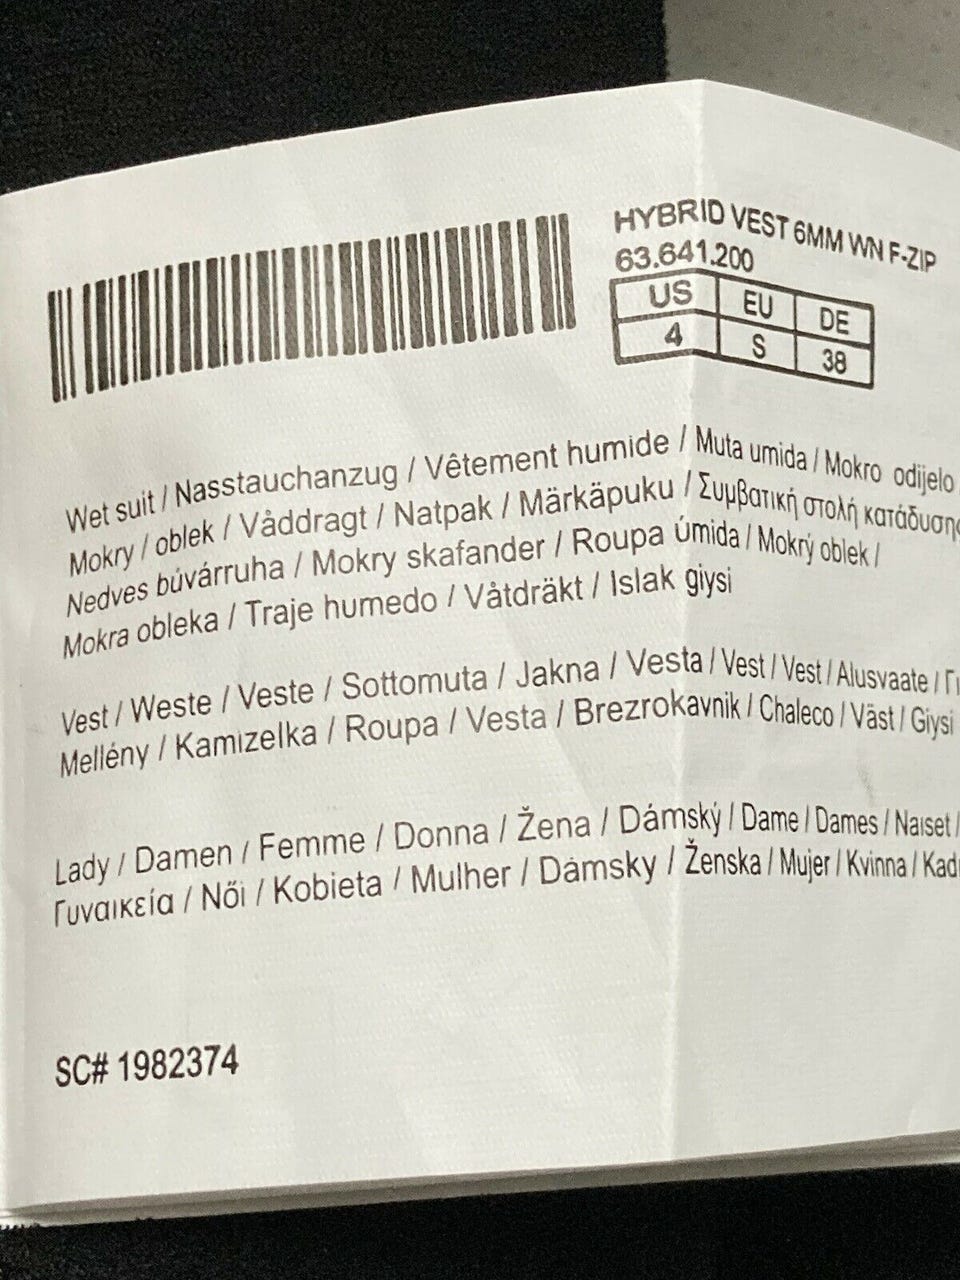 HYBRID VEST 6MM WN F-ZIP
63.641.200
US EU DE
4 S 38
Wet suit / Nasstauchanzug / Vêtement humide / Muta umida / Mokro odijelo
Mokry / oblek / Våddragt / Natpak / Märkäpuku / Συμβατική στολή κατάδυσης
Nedves búvárruha / Mokry skafander / Roupa úmida / Mokrý oblek /
Mokra obleka / Traje humedo / Våtdräkt / Islak giysi
Vest / Weste / Veste / Sottomuta / Jakna / Vesta / Vest / Vest / Alusvaate /
Mellény / Kamizelka / Roupa / Vesta / Brezrokavnik / Chaleco / Väst / Giysi
Lady / Damen / Femme / Donna / Žena / Dámský / Dame / Dames / Naiset /
Γυναικεία / Női / Kobieta / Mulher / Dámsky / Ženska / Mujer / Kvinna /
SC# 1982374